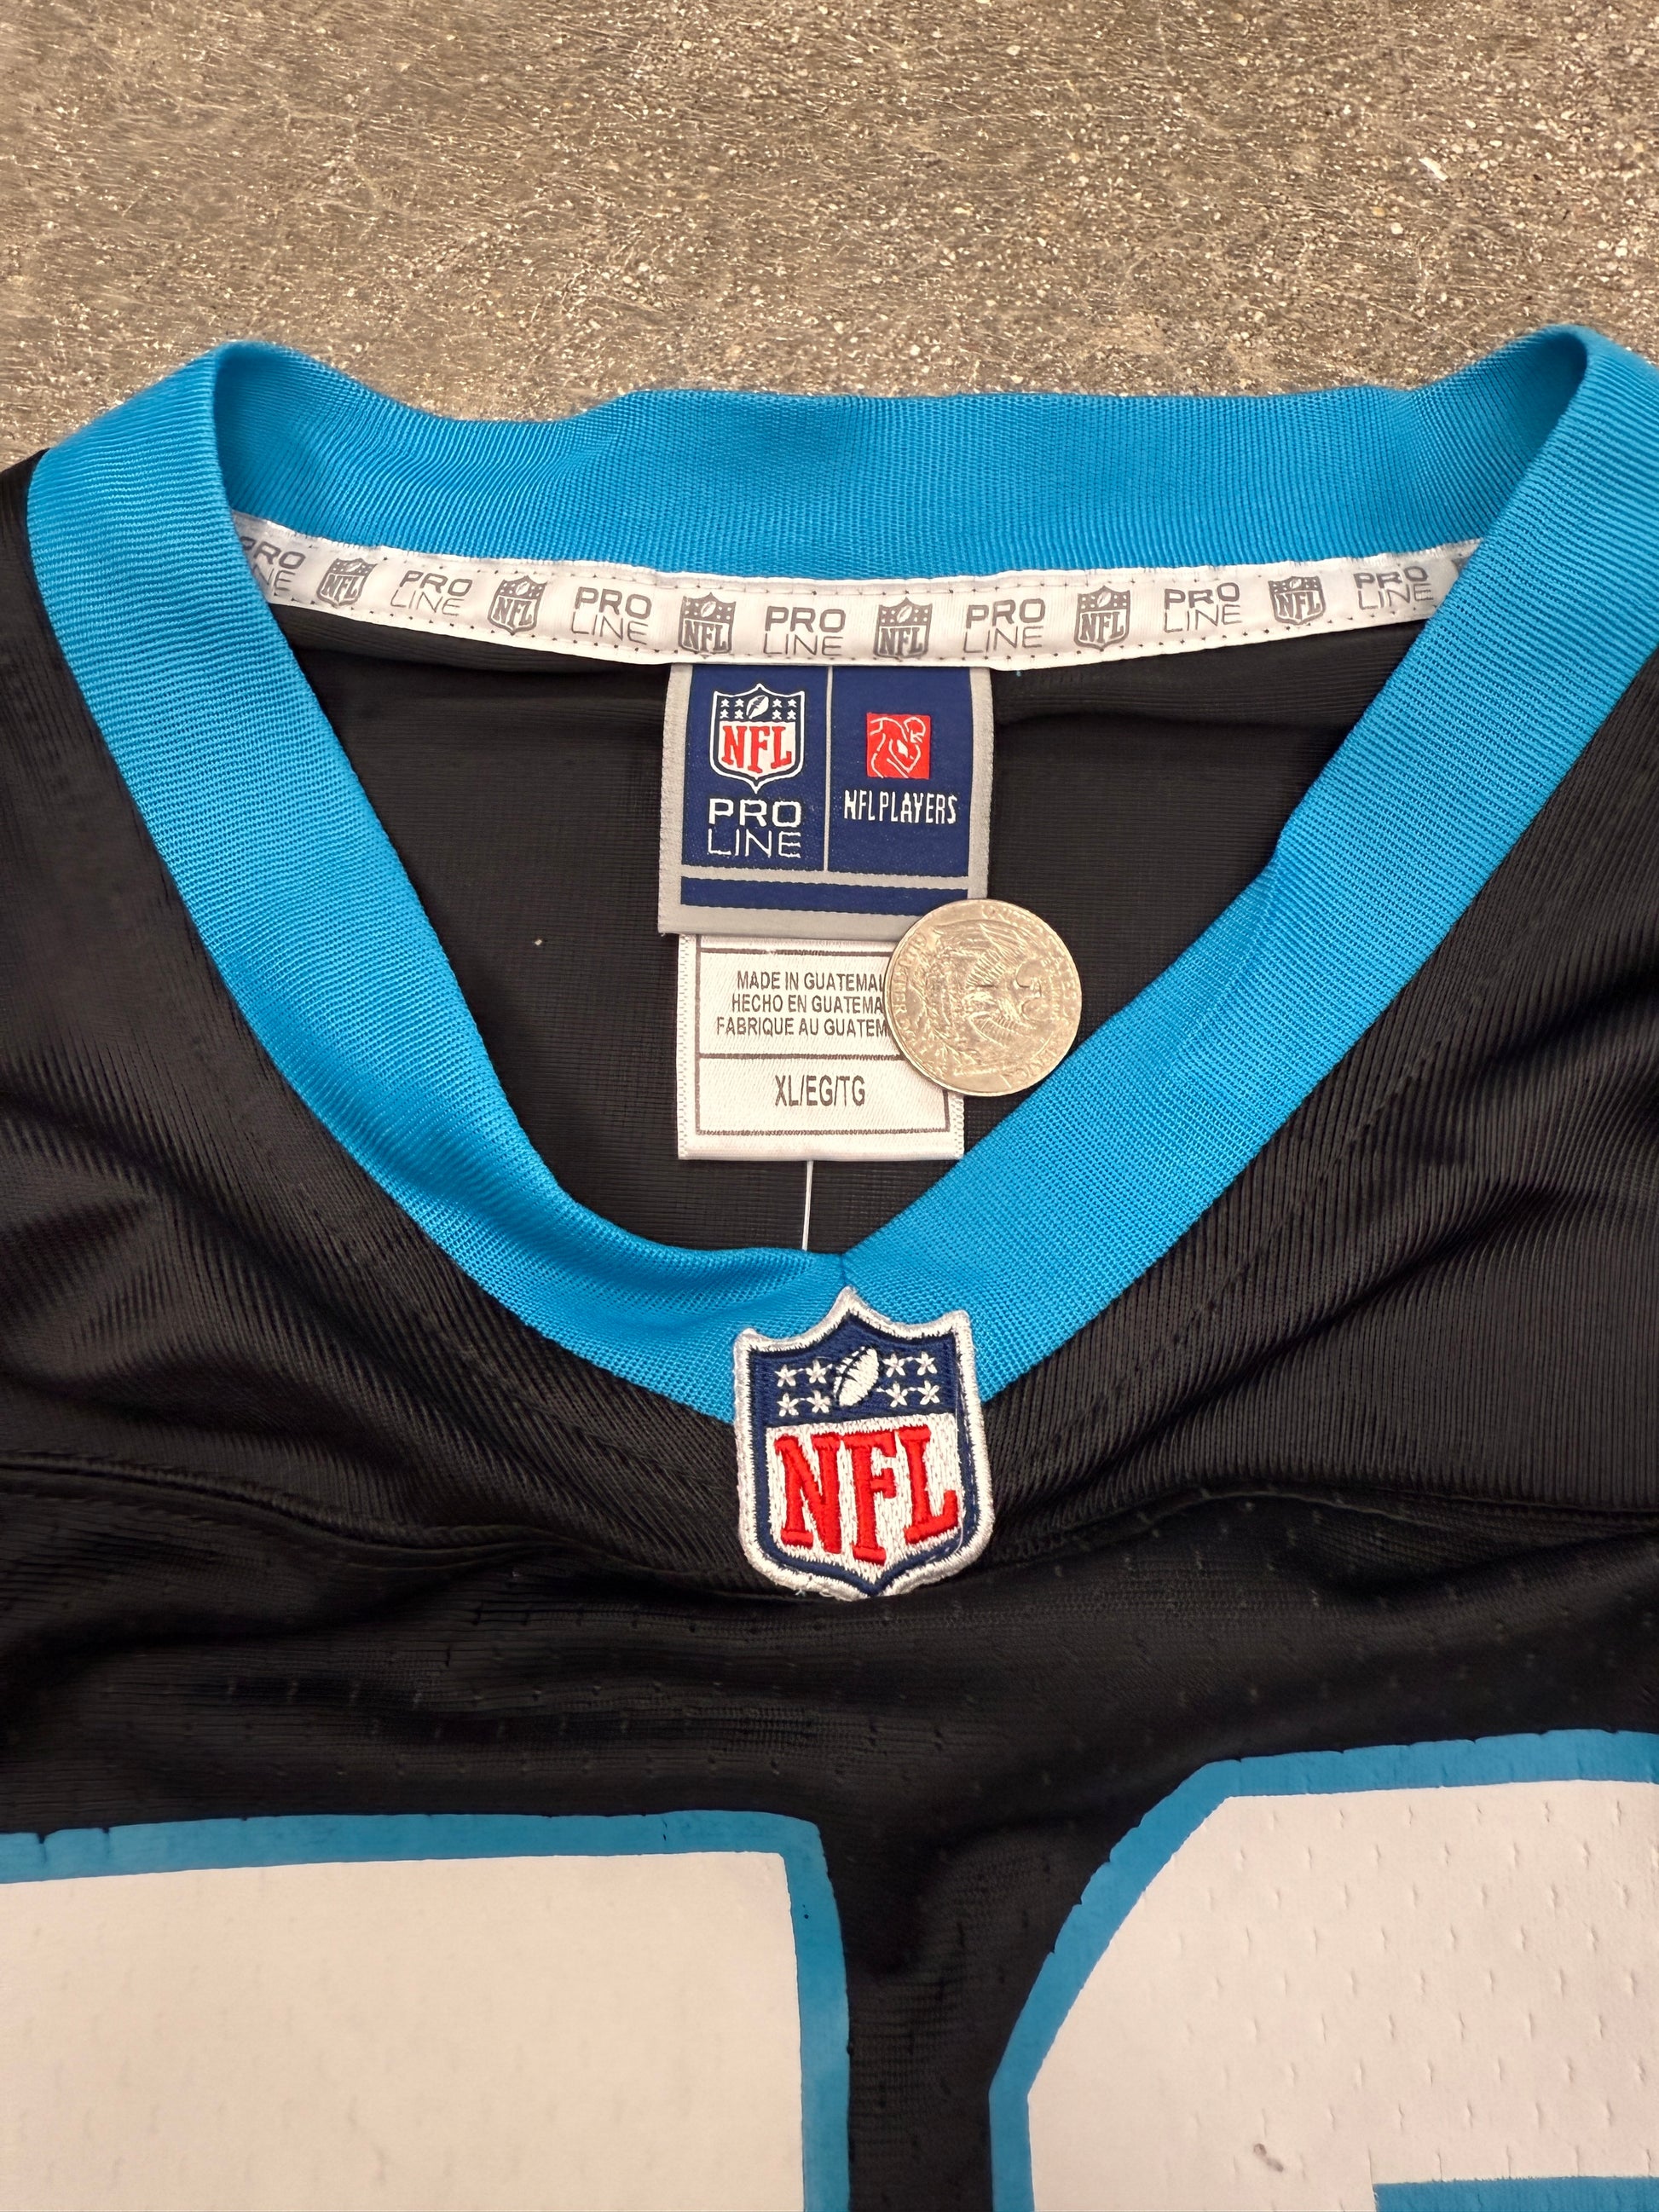 PRO LINE NFL PRO LINE NFL PRO LINE NFL PRO LINE NFL PRO LINE NFL PRO LINE NFL PRO LINE
NFL
PRO
LINE
NFL PLAYERS
MADE IN GUATEMAL
HECHO EN GUATEMA
FABRIQUE AU GUATEM
XL/EG/TG
NFL